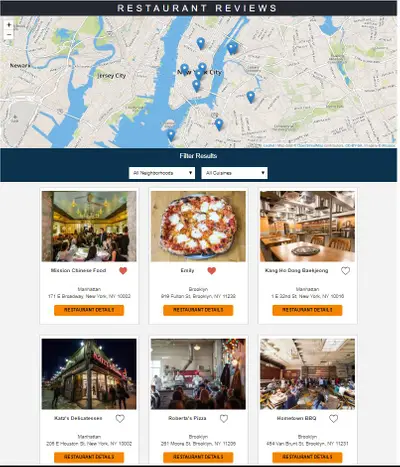 RESTAURANT REVIEWS
+
−
Newark
Jersey City
New York City
Filter Results
All Neighborhoods
All Cuisines
Mission Chinese Food
Emily
Kang Ho Dong Baekjeong
Manhattan
Brooklyn
Manhattan
171 E Broadway, New York, NY 10002
919 Fulton St, Brooklyn, NY 11238
1 E 32nd St, New York, NY 10016
RESTAURANT DETAILS
RESTAURANT DETAILS
RESTAURANT DETAILS
Katz's Delicatessen
Roberta's Pizza
Hometown BBQ
Manhattan
Brooklyn
Brooklyn
205 E Houston St, New York, NY 10002
261 Moore St, Brooklyn, NY 11206
454 Van Brunt St, Brooklyn, NY 11231
RESTAURANT DETAILS
RESTAURANT DETAILS
RESTAURANT DETAILS